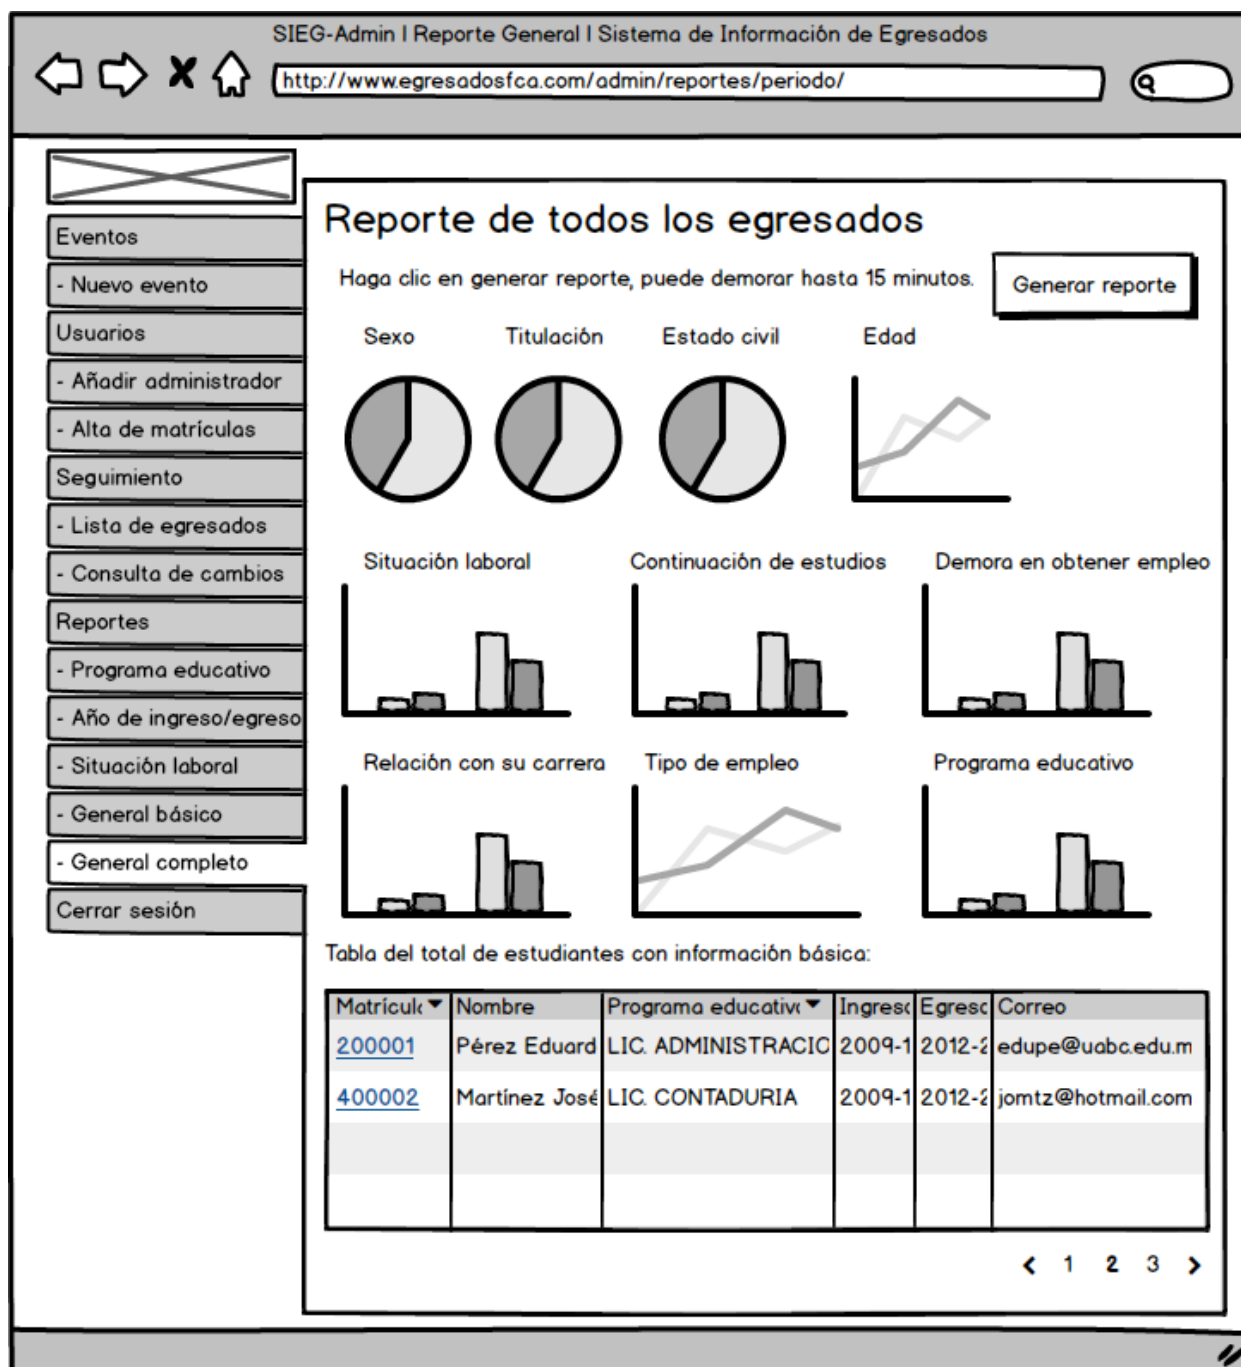 SIEG-Admin | Reporte General | Sistema de Información de Egresados
http://www.egresadosfca.com/admin/reportes/periodo/
Eventos
- Nuevo evento
Usuarios
- Añadir administrador
- Alta de matrículas
Seguimiento
- Lista de egresados
- Consulta de cambios
Reportes
- Programa educativo
- Año de ingreso/egreso
- Situación laboral
- General básico
- General completo
Cerrar sesión
Reporte de todos los egresados
Haga clic en generar reporte, puede demorar hasta 15 minutos.
Generar reporte
Sexo Titulación Estado civil Edad
Situación laboral Continuación de estudios Demora en obtener empleo
Relación con su carrera Tipo de empleo Programa educativo
Tabla del total de estudiantes con información básica:
Matrícul Nombre Programa educativ Ingres Egres Correo
200001 Pérez Eduard LIC. ADMINISTRACIO 2009-1 2012-2 edupe@uabc.edu.m
400002 Martínez José LIC. CONTADURIA 2009-1 2012-2 jomtz@hotmail.com
< 1 2 3 >